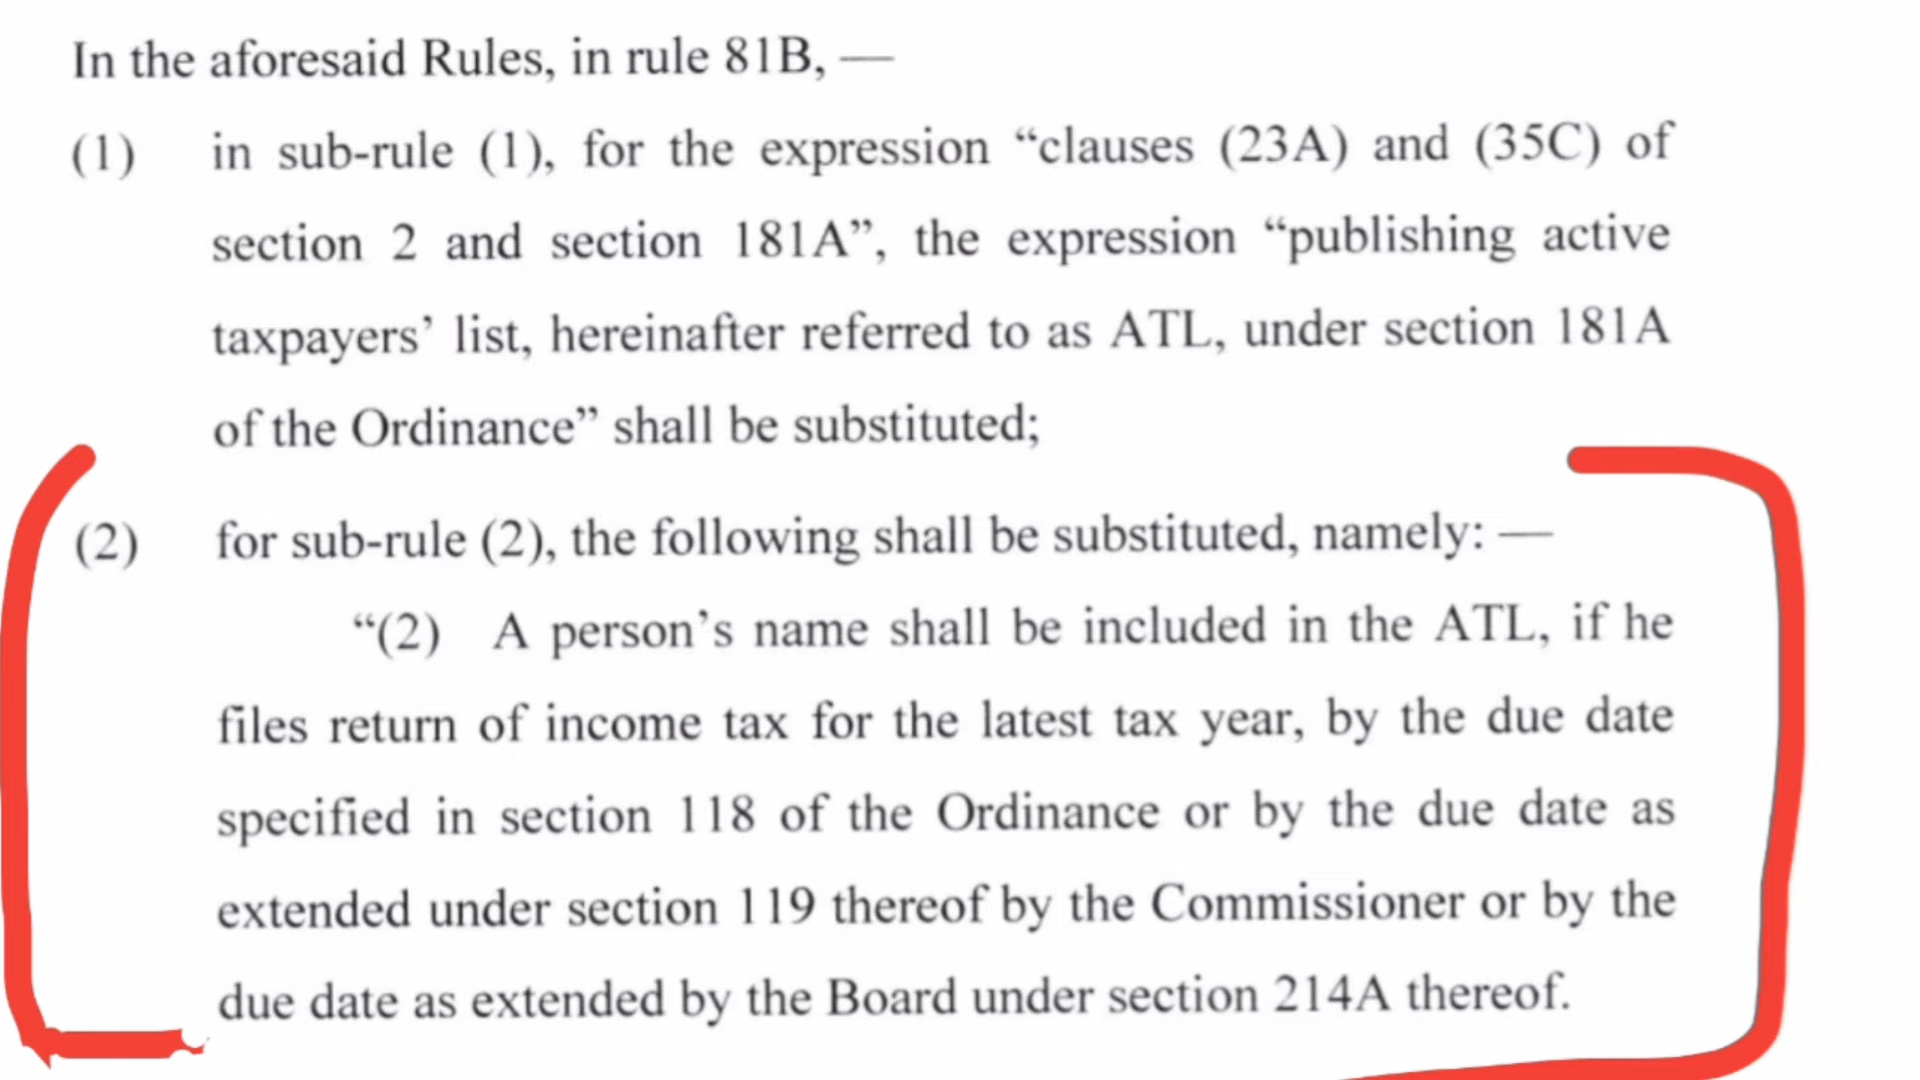 In the aforesaid Rules, in rule 81B, —
(1) in sub-rule (1), for the expression “clauses (23A) and (35C) of
section 2 and section 181A”, the expression “publishing active
taxpayers’ list, hereinafter referred to as ATL, under section 181A
of the Ordinance” shall be substituted;
(2) for sub-rule (2), the following shall be substituted, namely: —
“(2) A person’s name shall be included in the ATL, if he
files return of income tax for the latest tax year, by the due date
specified in section 118 of the Ordinance or by the due date as
extended under section 119 thereof by the Commissioner or by the
due date as extended by the Board under section 214A thereof.